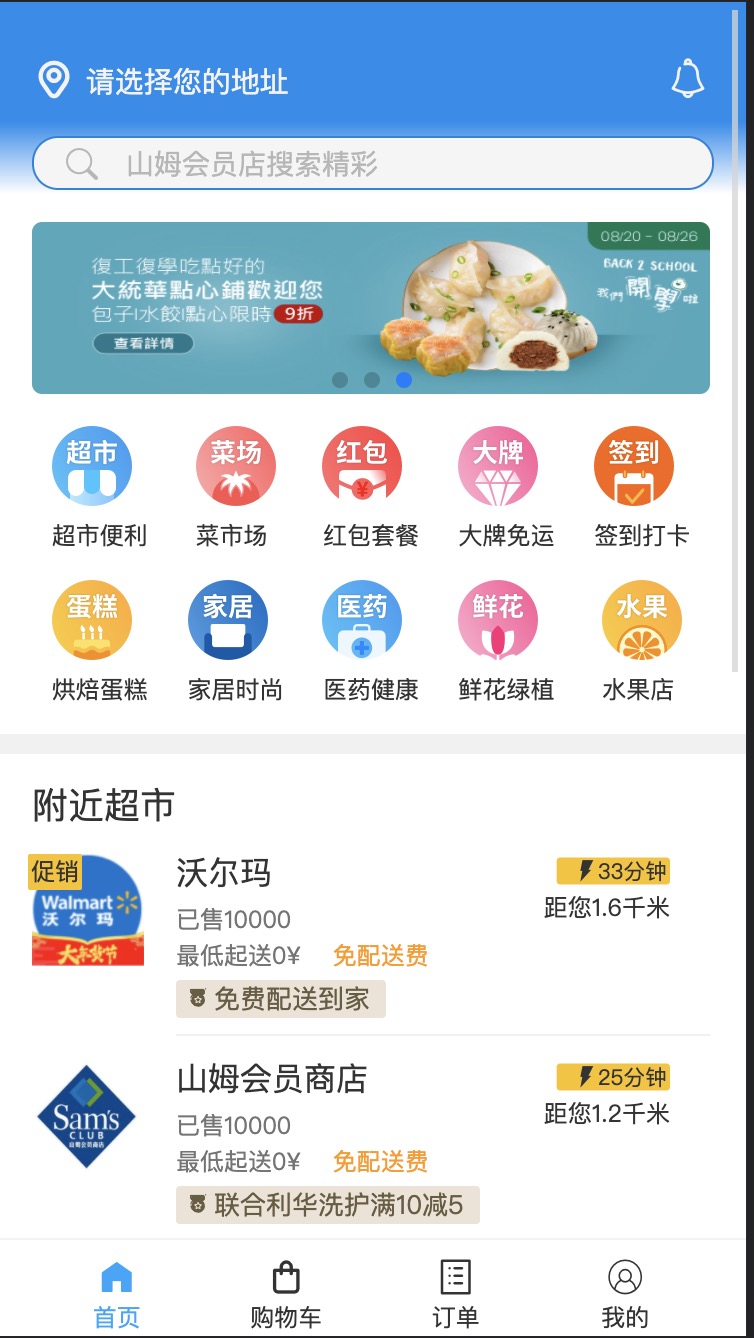 请选择您的地址
山姆会员店搜索精彩
08/20 - 08/26
BACK 2 SCHOOL
我們 開學 啦
復工復學吃點好的
大統華點心鋪歡迎您
包子|水餃|點心限時 9折
查看詳情
超市 菜场 红包 大牌 签到
超市便利 菜市场 红包套餐 大牌免运 签到打卡
蛋糕 家居 医药 鲜花 水果
烘焙蛋糕 家居时尚 医药健康 鲜花绿植 水果店
附近超市
促销
Walmart
沃尔玛
大年货节
沃尔玛
33分钟
已售10000
距您1.6千米
最低起送0¥ 免配送费
免费配送到家
Sam's
CLUB
山姆会员商店
山姆会员商店
25分钟
已售10000
距您1.2千米
最低起送0¥ 免配送费
联合利华洗护满10减5
首页 购物车 订单 我的